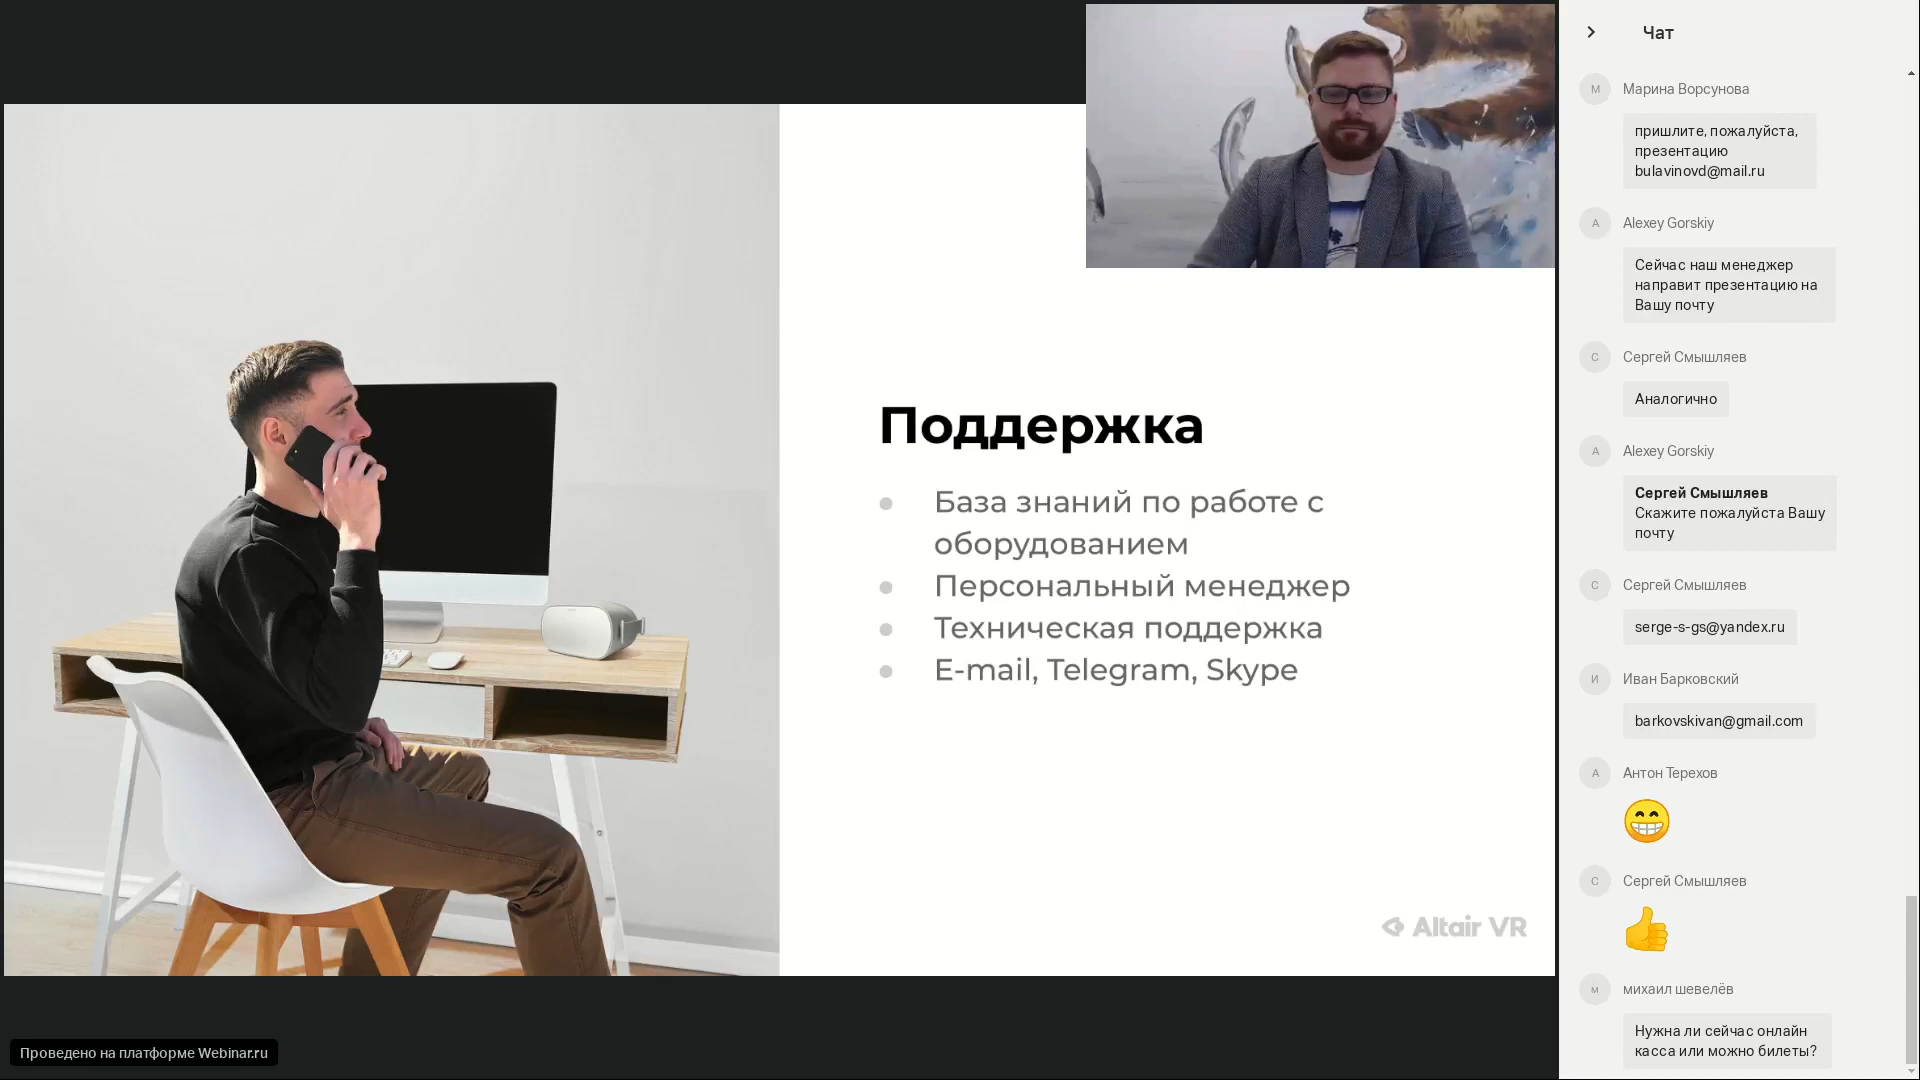 Поддержка
База знаний по работе с
оборудованием
Персональный менеджер
Техническая поддержка
E-mail, Telegram, Skype
Altair VR
Проведено на платформе Webinar.ru
Чат
М
Марина Ворсунова
пришлите, пожалуйста,
презентацию
bulavinovd@mail.ru
A
Alexey Gorskiy
Сейчас наш менеджер
направит презентацию на
Вашу почту
С
Сергей Смышляев
Аналогично
A
Alexey Gorskiy
Сергей Смышляев
Скажите пожалуйста Вашу
почту
С
Сергей Смышляев
serge-s-gs@yandex.ru
И
Иван Барковский
barkovskivan@gmail.com
А
Антон Терехов
С
Сергей Смышляев
м
михаил шевелёв
Нужна ли сейчас онлайн
касса или можно билеты?